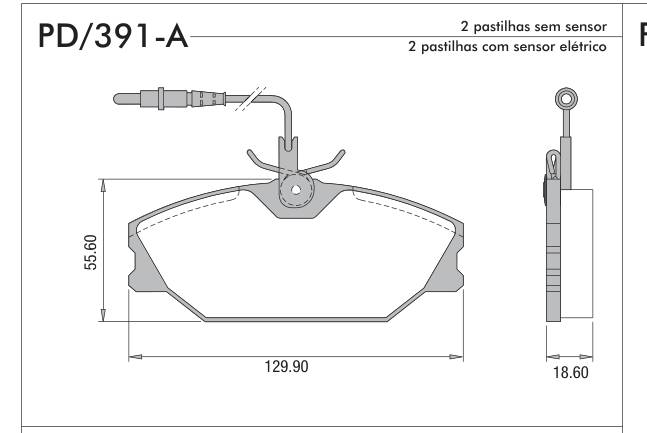 PD/391-A
2 pastilhas sem sensor
2 pastilhas com sensor elétrico
55.60
129.90
18.60